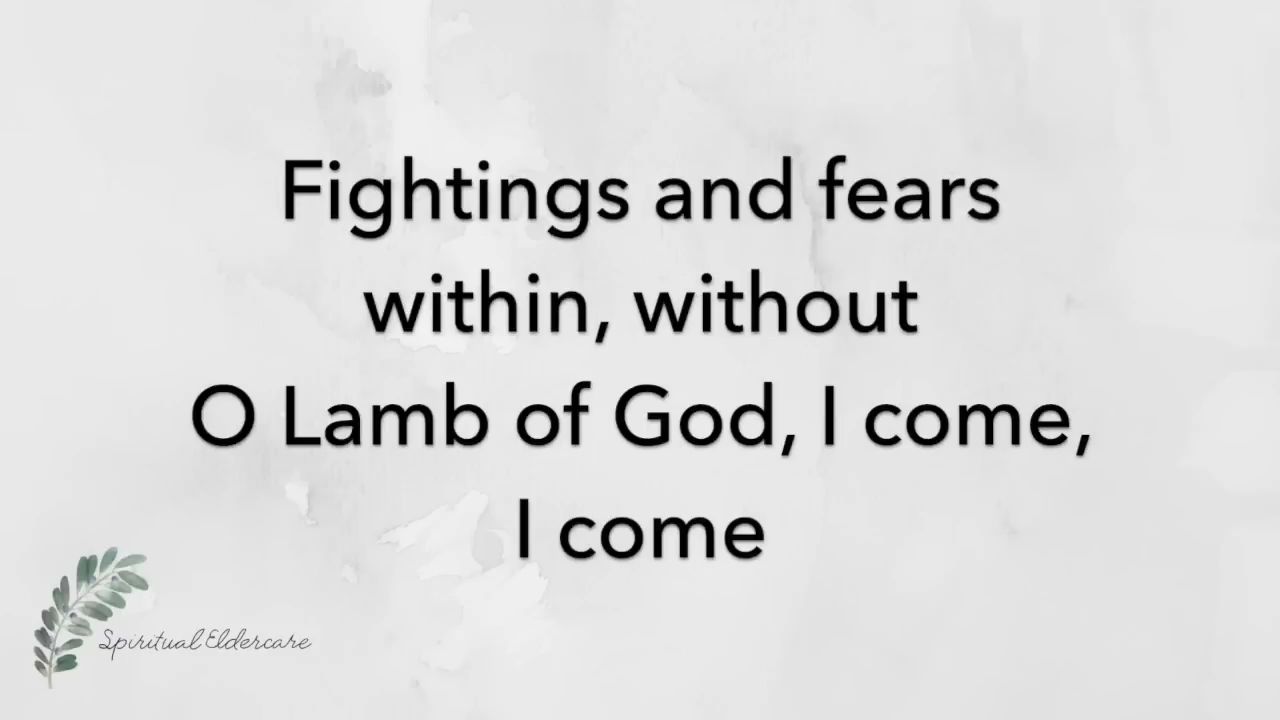 Fightings and fears
within, without
O Lamb of God, I come,
I come
Spiritual Eldercare